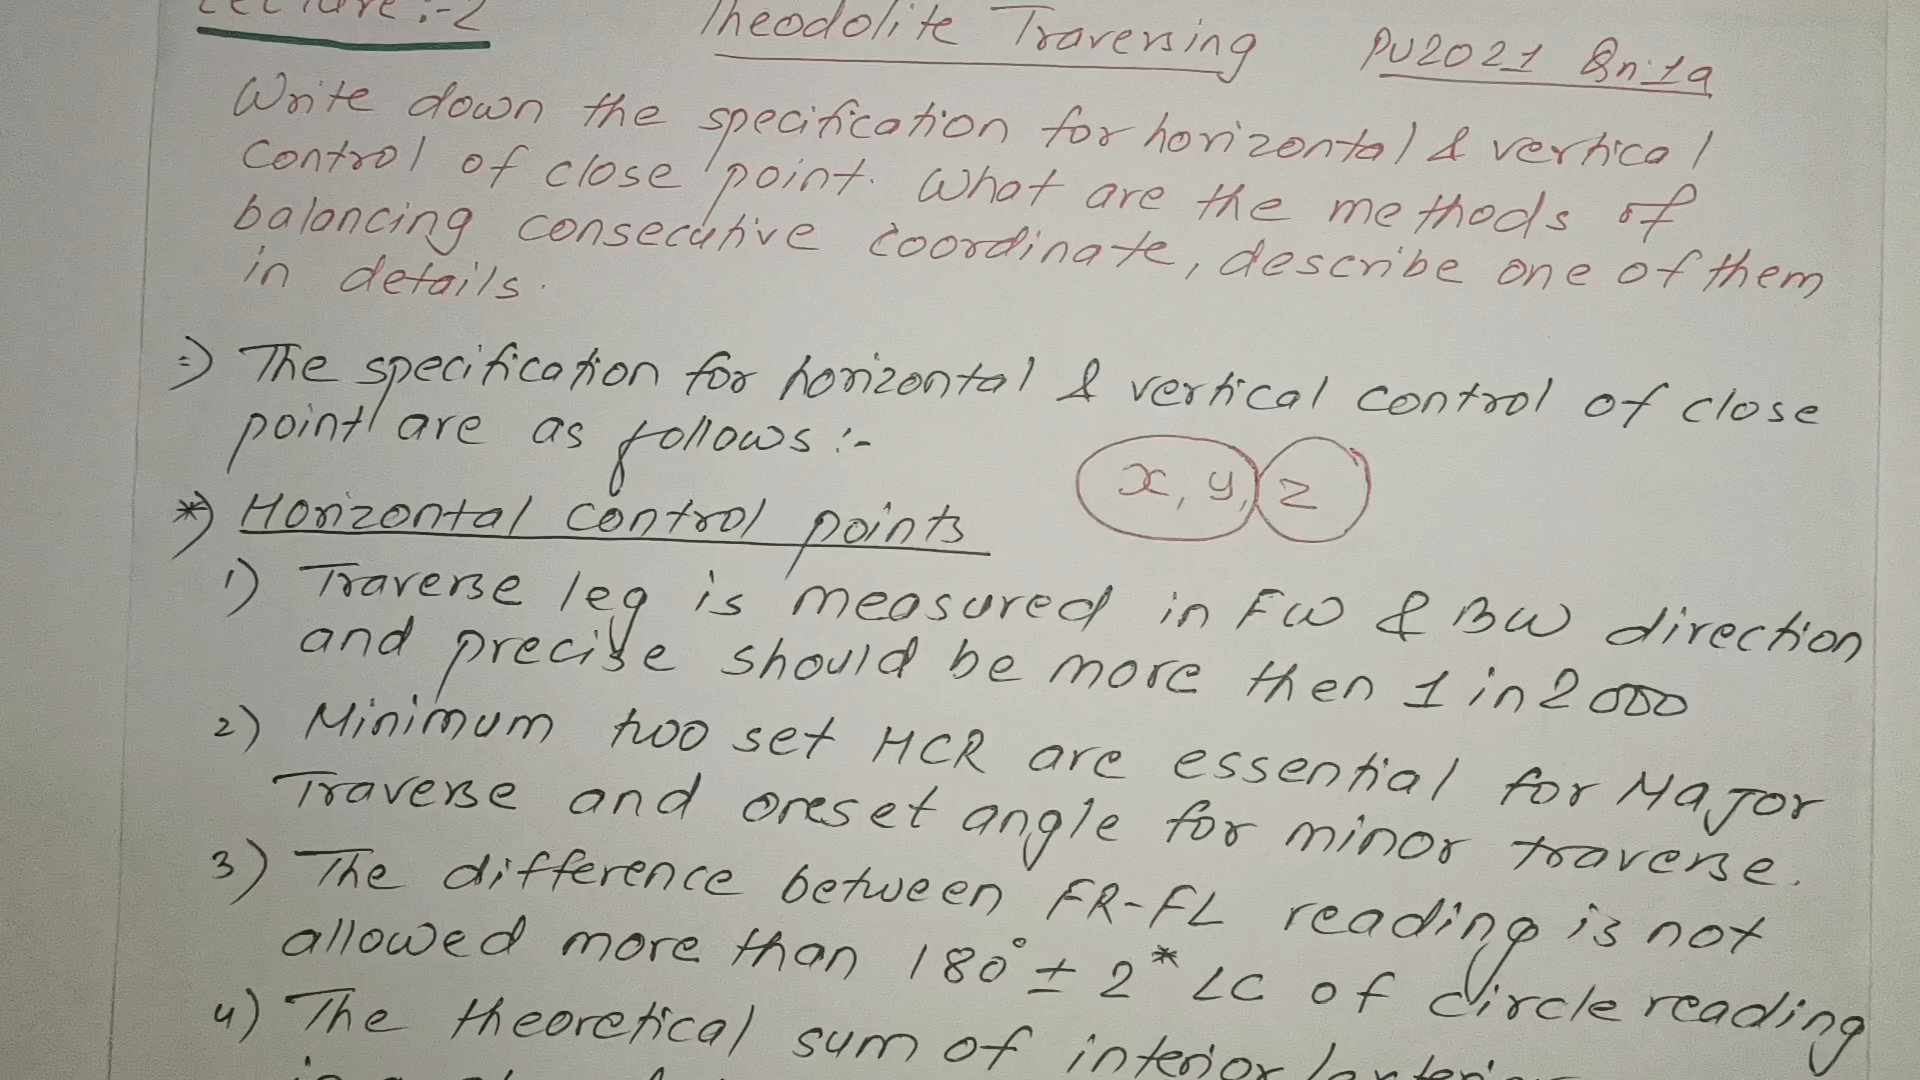 Lecture :-2 Theodolite Traversing PU2021 Qn:1a
Write down the specification for horizontal & vertical
control of close point. What are the methods of
balancing consecutive coordinate, describe one of them
in details.
=) The specification for horizontal & vertical control of close
point are as follows :-
x, y, z
*) Horizontal control points
1) Traverse leg is measured in FW & BW direction
and precise should be more then 1 in 2000
2) Minimum two set HCR are essential for Major
Traverse and oneset angle for minor traverse.
3) The difference between FR-FL reading is not
allowed more than 180° ± 2 * LC of circle reading
4) The theoretical sum of interior/exterior